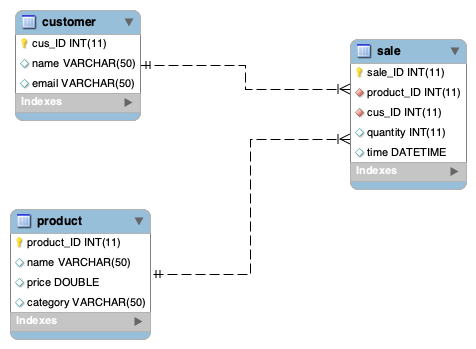 customer
cus_ID INT(11)
name VARCHAR(50)
email VARCHAR(50)
Indexes
sale
sale_ID INT(11)
product_ID INT(11)
cus_ID INT(11)
quantity INT(11)
time DATETIME
Indexes
product
product_ID INT(11)
name VARCHAR(50)
price DOUBLE
category VARCHAR(50)
Indexes